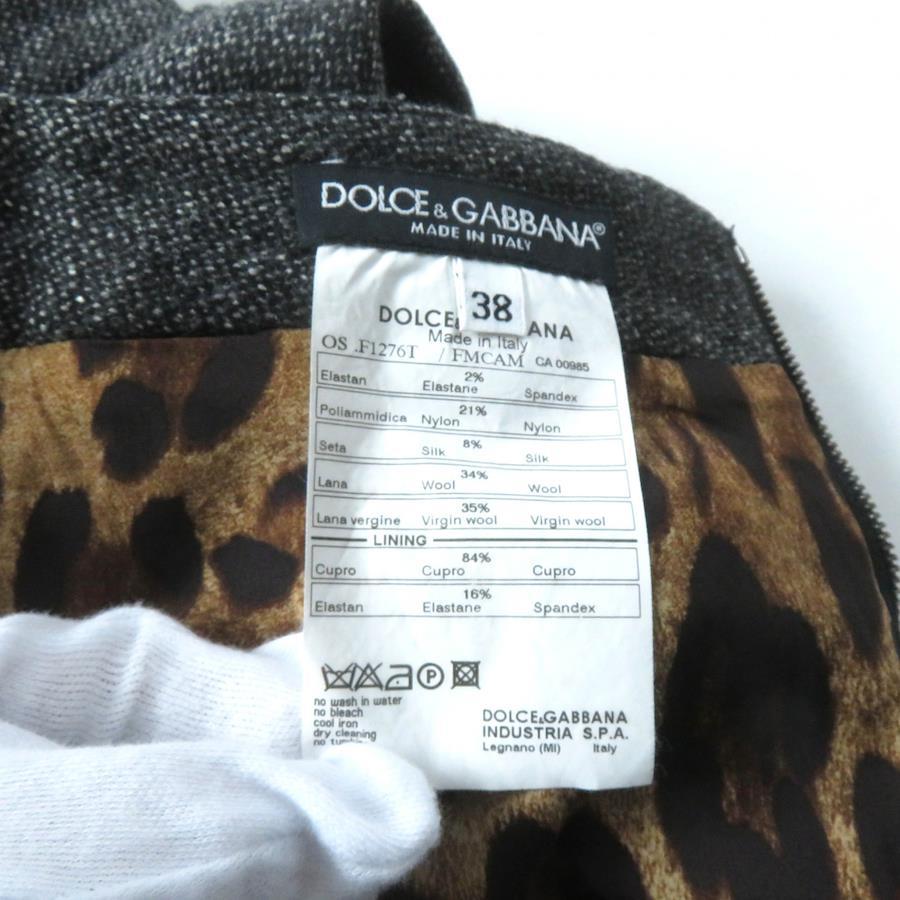 DOLCE & GABBANA®
MADE IN ITALY
38
DOLCE& ANA
Made in Italy
OS .F1276T / FMCAM CA 00985
2%
Elastan Elastane Spandex
21%
Poliammidica Nylon Nylon
8%
Seta Silk Silk
34%
Lana Wool Wool
35%
Lana vergine Virgin wool Virgin wool
LINING
84%
Cupro Cupro Cupro
16%
Elastan Elastane Spandex
P
no wash in water
no bleach
cool iron
dry cleaning
no
DOLCE&GABBANA
INDUSTRIA S.P.A.
Legnano (MI) Italy